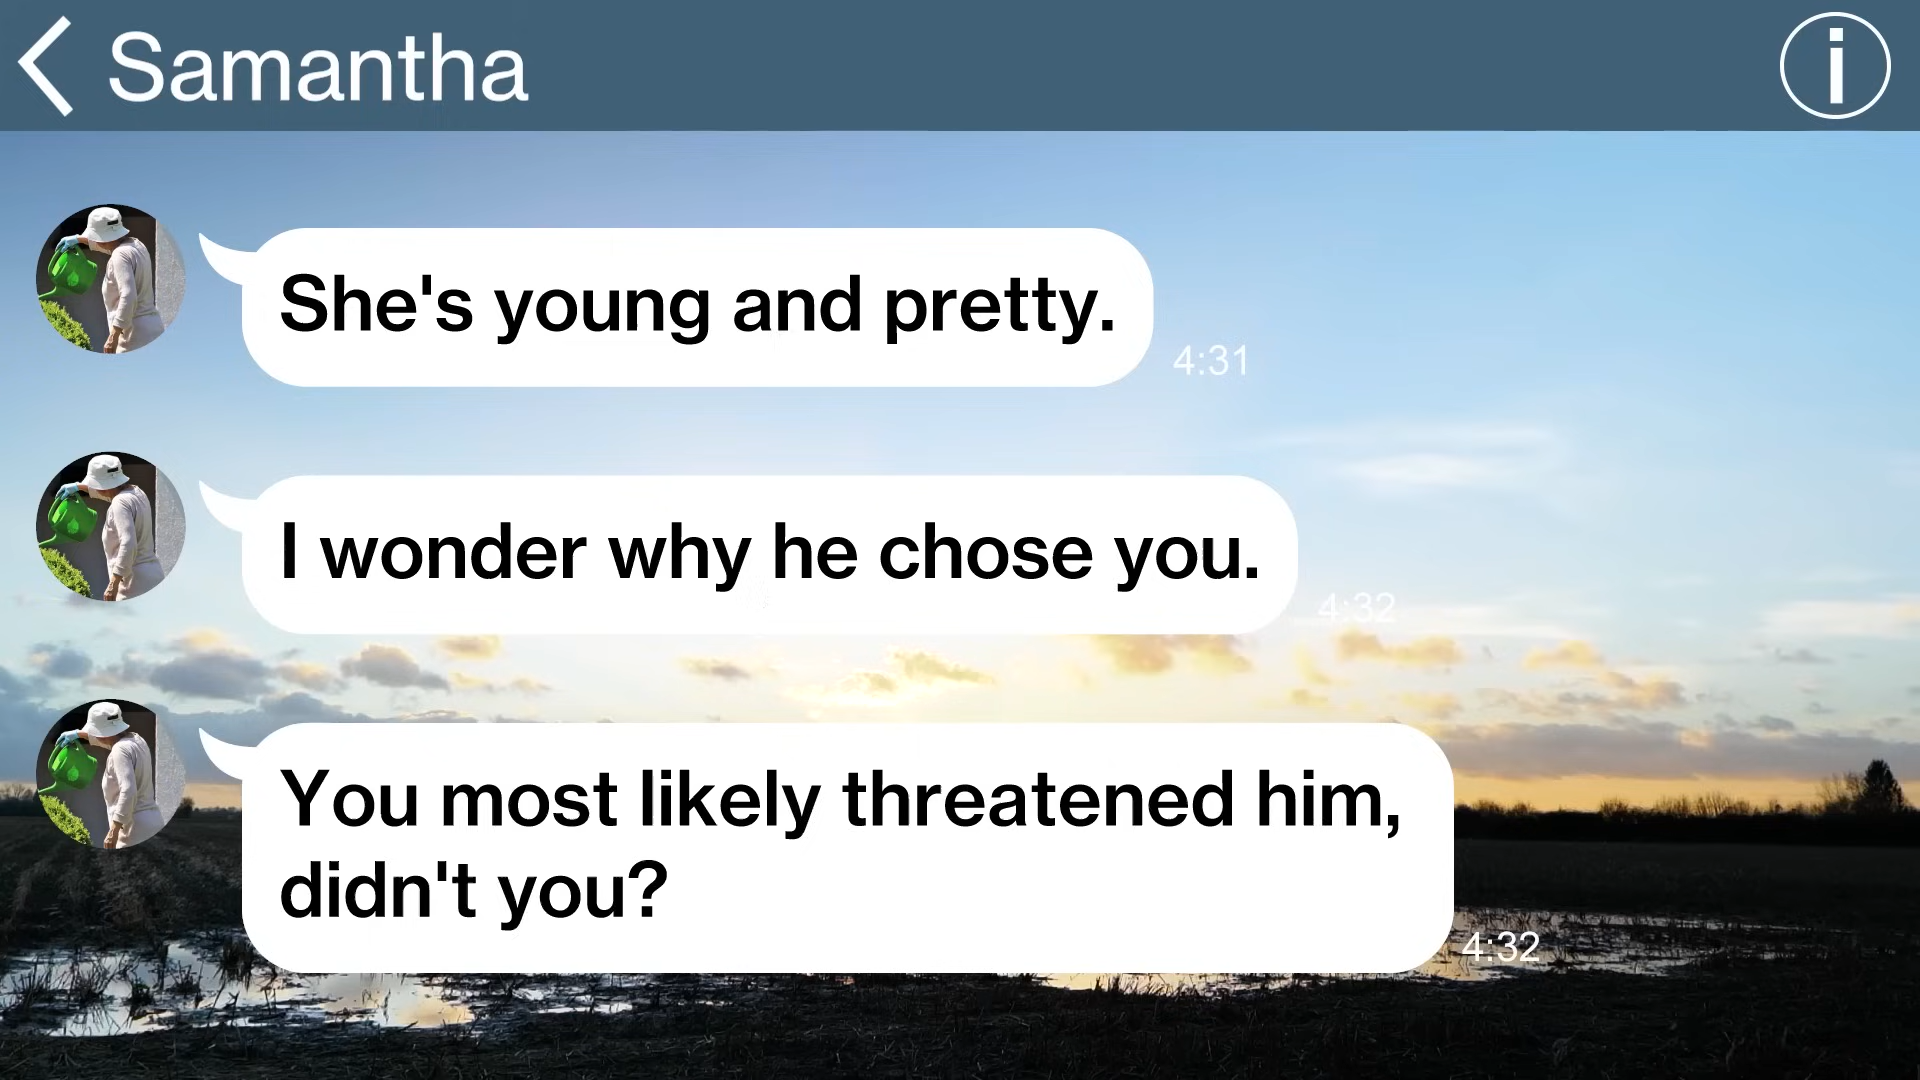 Samantha
She's young and pretty.
4:31
I wonder why he chose you.
4:32
You most likely threatened him,
didn't you?
4:32